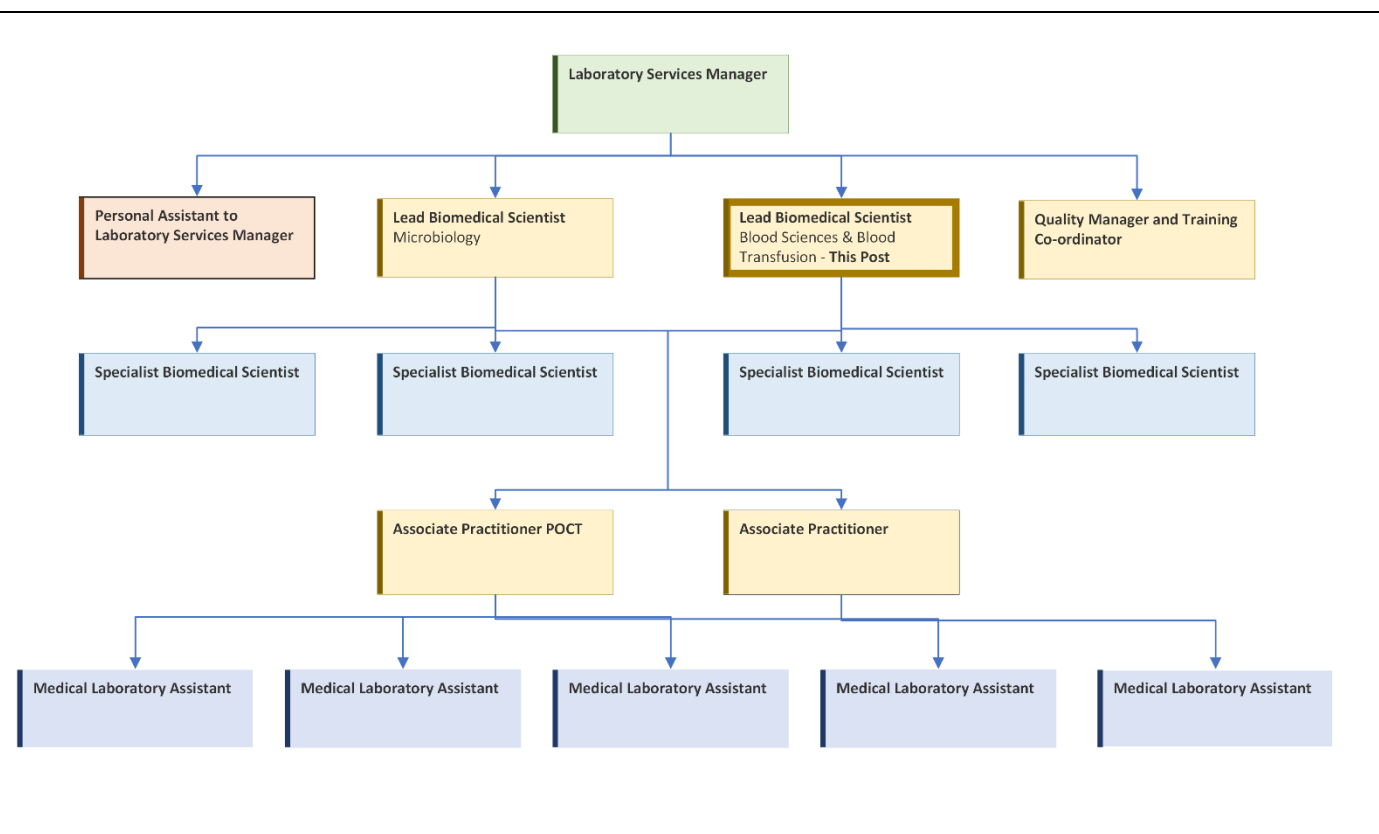 Laboratory Services Manager
Personal Assistant to
Laboratory Services Manager
Lead Biomedical Scientist
Microbiology
Lead Biomedical Scientist
Blood Sciences & Blood
Transfusion - This Post
Quality Manager and Training
Co-ordinator
Specialist Biomedical Scientist
Specialist Biomedical Scientist
Specialist Biomedical Scientist
Specialist Biomedical Scientist
Associate Practitioner POCT
Associate Practitioner
Medical Laboratory Assistant
Medical Laboratory Assistant
Medical Laboratory Assistant
Medical Laboratory Assistant
Medical Laboratory Assistant